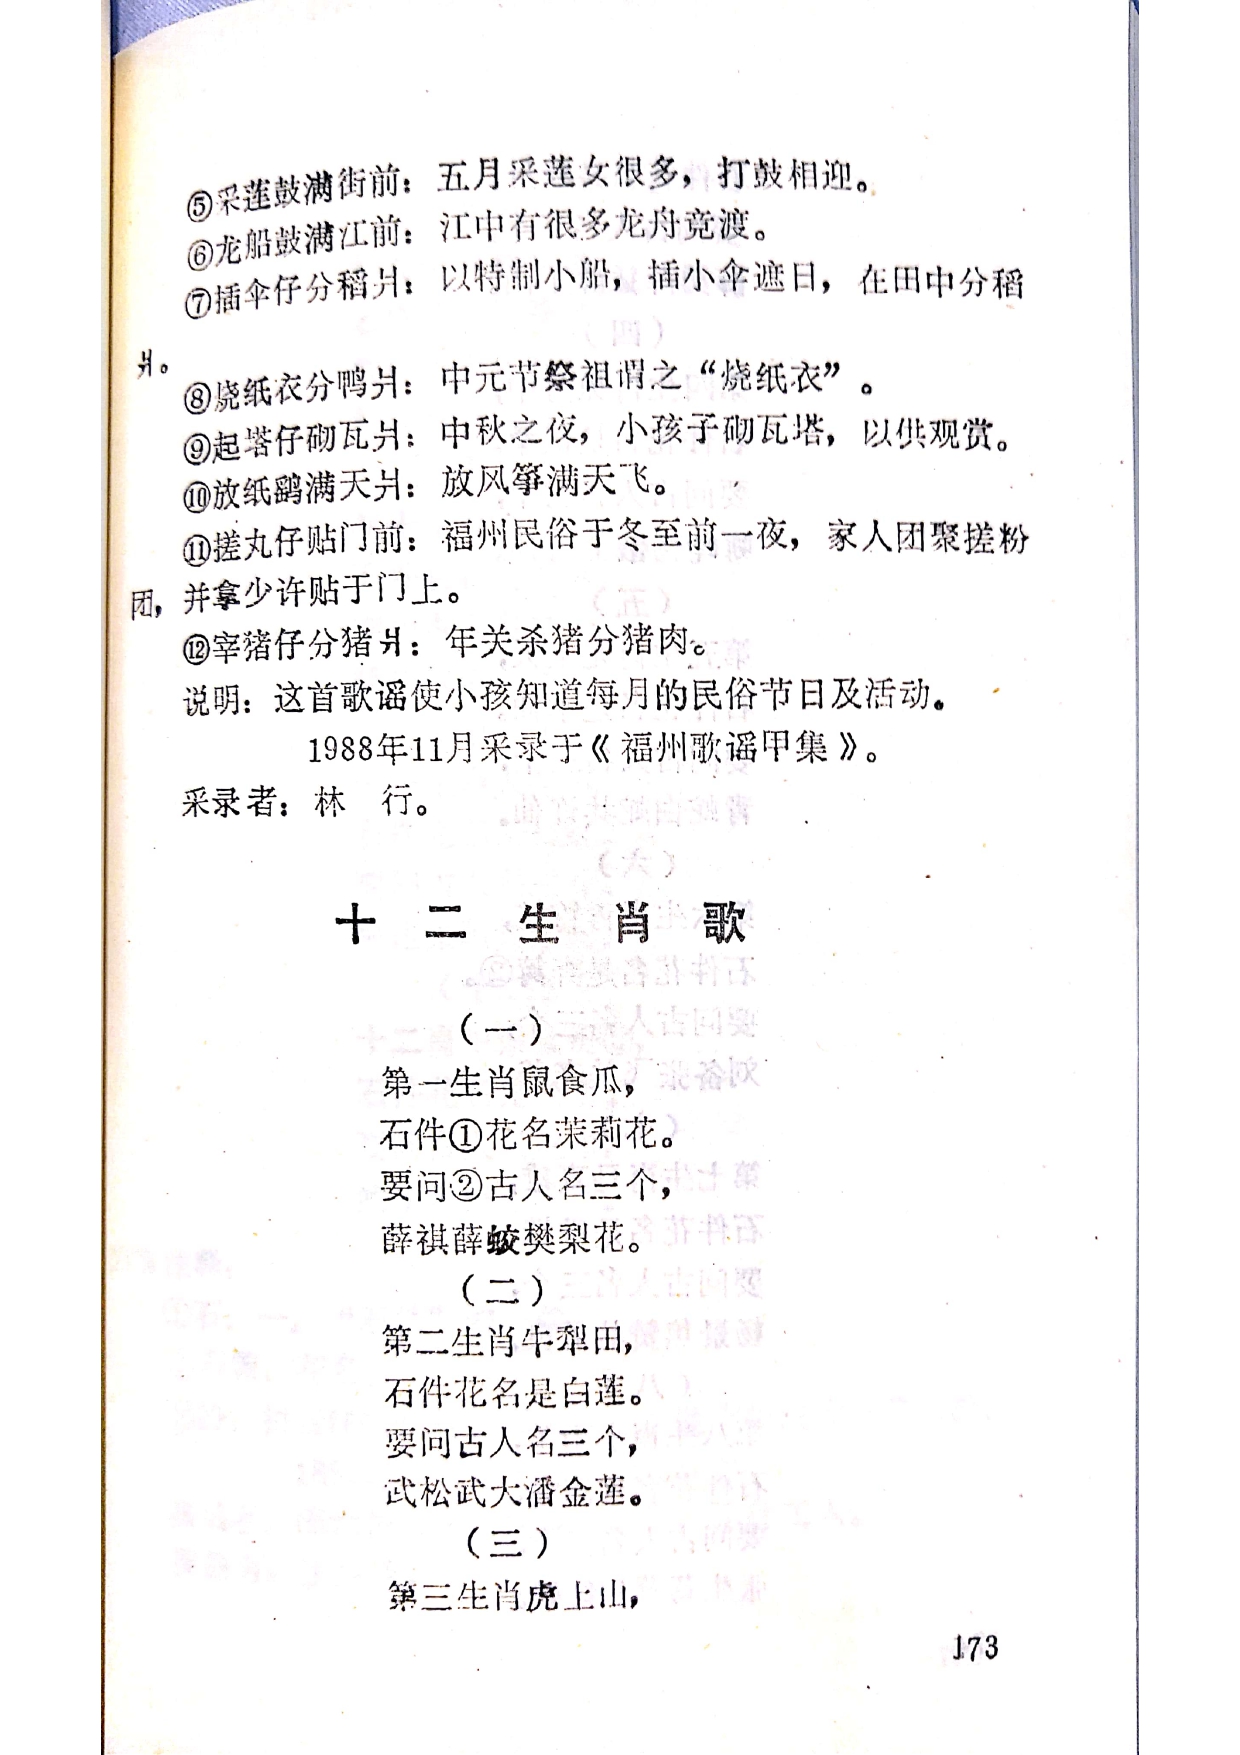 ⑤采莲鼓满街前：五月采莲女很多，打鼓相迎。
⑥龙船鼓满江前：江中有很多龙舟竞渡。
⑦插伞仔分稻爿：以特制小船，插小伞遮日，在田中分稻
爿。
⑧烧纸衣分鸭爿：中元节祭祖谓之“烧纸衣”。
⑨起塔仔砌瓦爿：中秋之夜，小孩子砌瓦塔，以供观赏。
⑩放纸鹞满天爿：放风筝满天飞。
⑪搓丸仔贴门前：福州民俗于冬至前一夜，家人团聚搓粉
团，并拿少许贴于门上。
⑫宰猪仔分猪爿：年关杀猪分猪肉。
说明：这首歌谣使小孩知道每月的民俗节日及活动。
1988年11月采录于《福州歌谣甲集》。
采录者：林　行。
十二生肖歌
（一）
第一生肖鼠食瓜，
石件①花名茉莉花。
要问②古人名三个，
薛祺薛蛟樊梨花。
（二）
第二生肖牛犁田，
石件花名是白莲。
要问古人名三个，
武松武大潘金莲。
（三）
第三生肖虎上山，
173